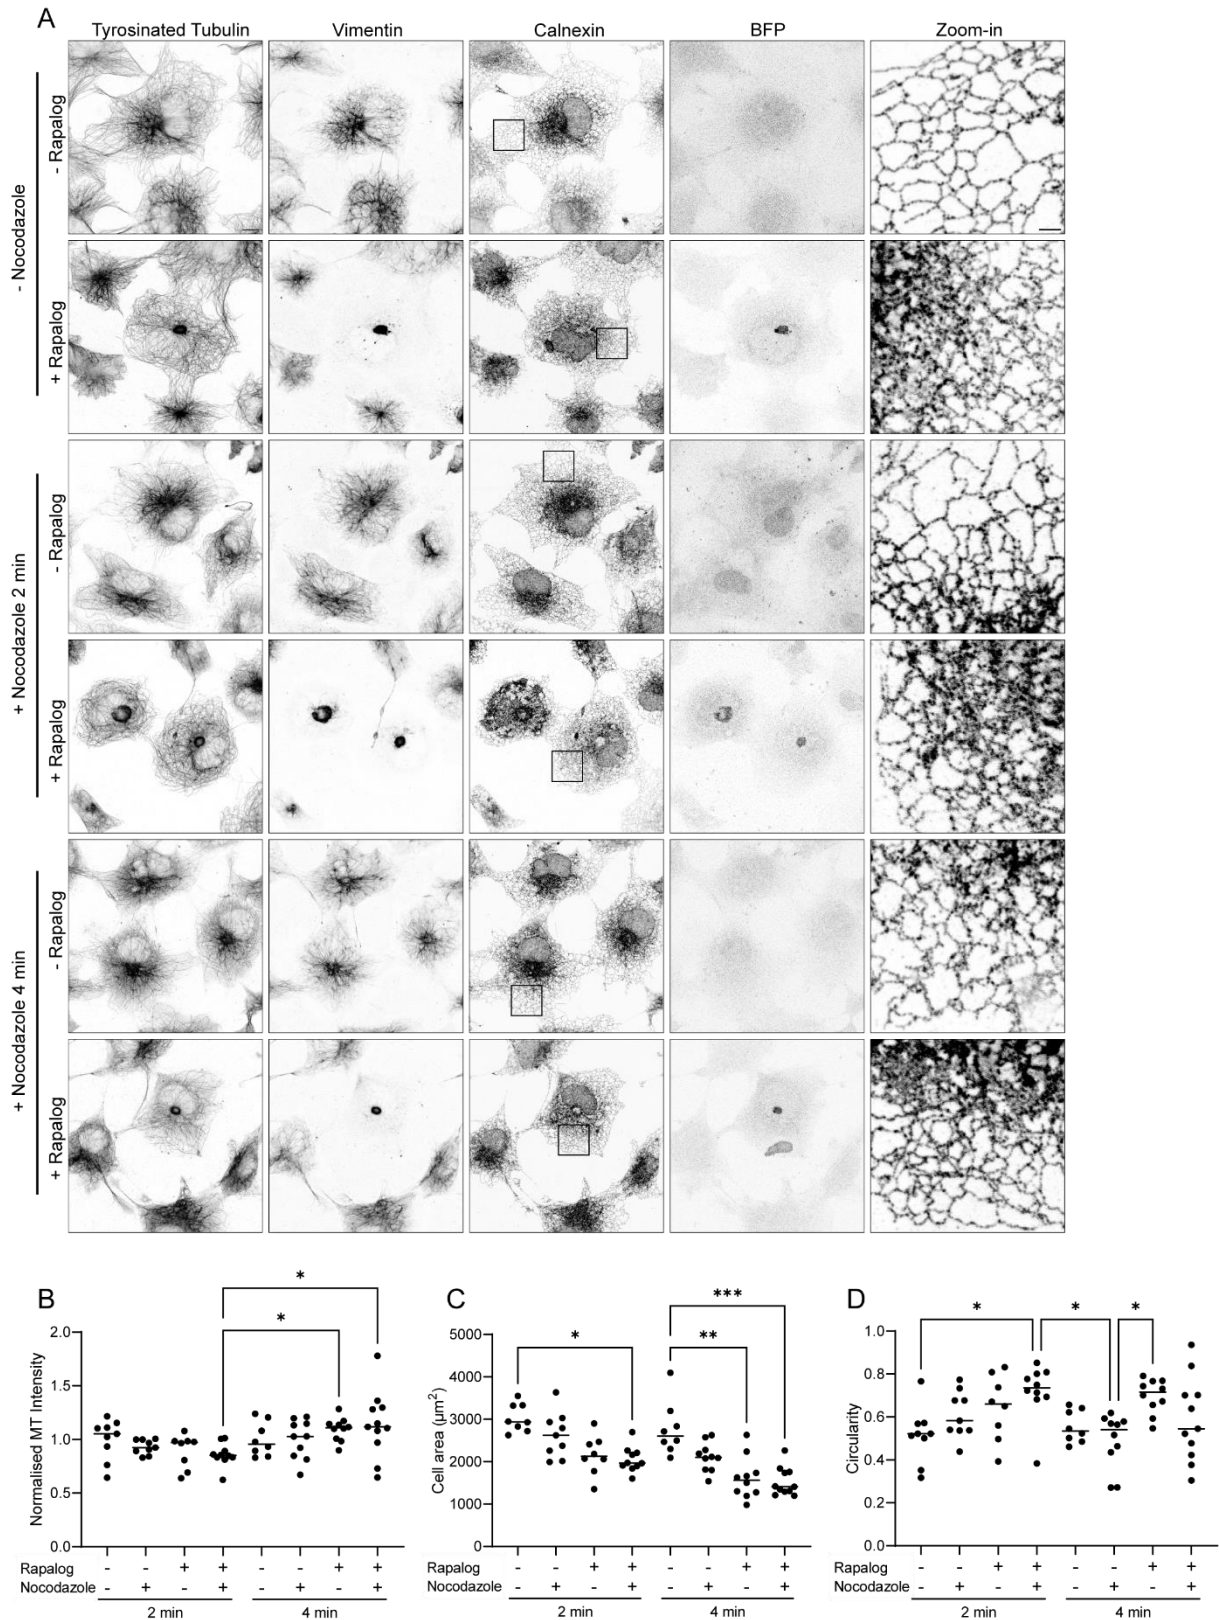 A
Tyrosinated Tubulin Vimentin Calnexin BFP Zoom-in
- Nocodazole
- Rapalog
+ Rapalog
+ Nocodazole 2 min
- Rapalog
+ Rapalog
+ Nocodazole 4 min
- Rapalog
+ Rapalog
B
Normalised MT Intensity
2.0
1.5
1.0
0.5
0.0
* 
*
Rapalog - - + + - - + +
Nocodazole - + - + - + - +
2 min 4 min
C
Cell area (µm²)
5000
4000
3000
2000
1000
0
***
* **
Rapalog - - + + - - + +
Nocodazole - + - + - + - +
2 min 4 min
D
Circularity
1.0
0.8
0.6
0.4
0.2
0.0
* * *
Rapalog - - + + - - + +
Nocodazole - + - + - + - +
2 min 4 min